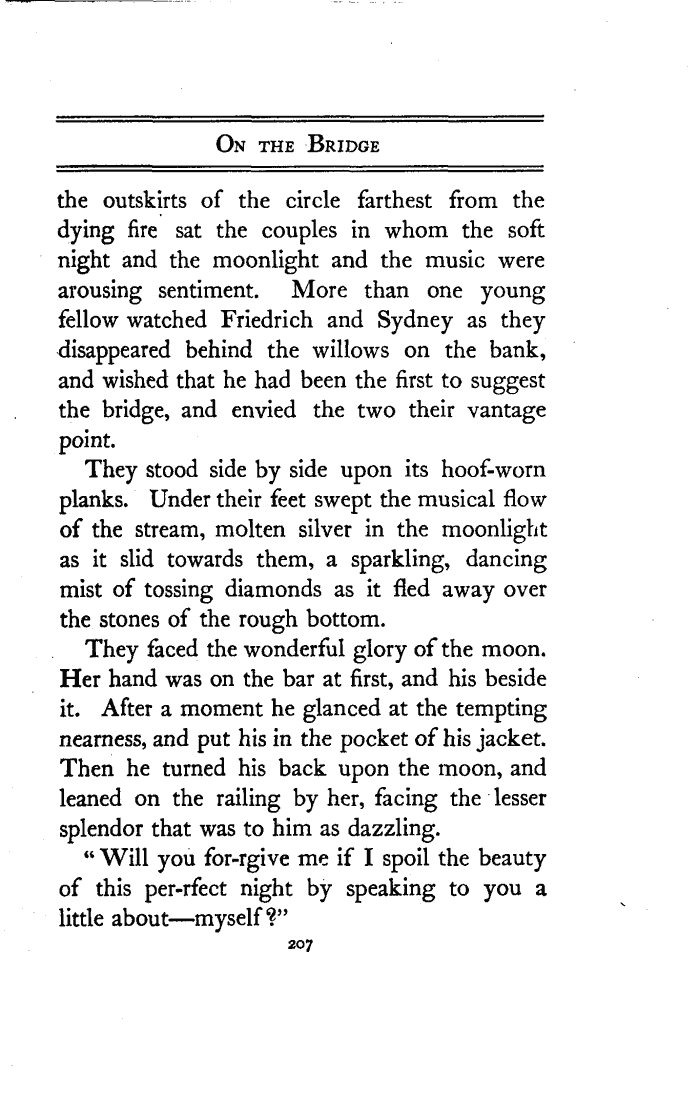 On the Bridge
the outskirts of the circle farthest from the
dying fire sat the couples in whom the soft
night and the moonlight and the music were
arousing sentiment. More than one young
fellow watched Friedrich and Sydney as they
disappeared behind the willows on the bank,
and wished that he had been the first to suggest
the bridge, and envied the two their vantage
point.
They stood side by side upon its hoof-worn
planks. Under their feet swept the musical flow
of the stream, molten silver in the moonlight
as it slid towards them, a sparkling, dancing
mist of tossing diamonds as it fled away over
the stones of the rough bottom.
They faced the wonderful glory of the moon.
Her hand was on the bar at first, and his beside
it. After a moment he glanced at the tempting
nearness, and put his in the pocket of his jacket.
Then he turned his back upon the moon, and
leaned on the railing by her, facing the lesser
splendor that was to him as dazzling.
“Will you for-rgive me if I spoil the beauty
of this per-rfect night by speaking to you a
little about—myself?”
207